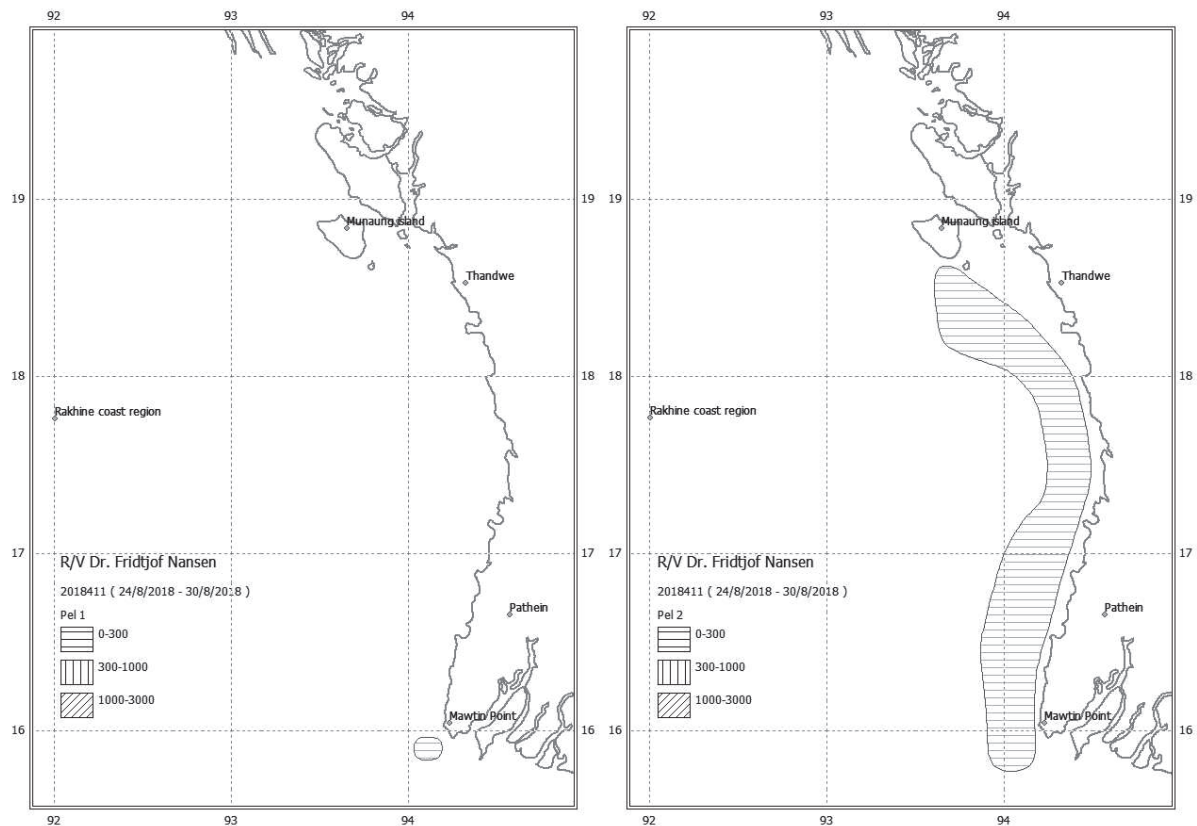 92 93 94
19 19
Munaung island
Thandwe
18 18
Rakhine coast region
17 17
R/V Dr. Fridtjof Nansen
2018411 ( 24/8/2018 - 30/8/2018 )
Pel 1
0-300
300-1000
1000-3000
Pathein
Mawtin Point
16 16
92 93 94
92 93 94
19 19
Munaung island
Thandwe
18 18
Rakhine coast region
17 17
R/V Dr. Fridtjof Nansen
2018411 ( 24/8/2018 - 30/8/2018 )
Pel 2
0-300
300-1000
1000-3000
Pathein
Mawtin Point
16 16
92 93 94